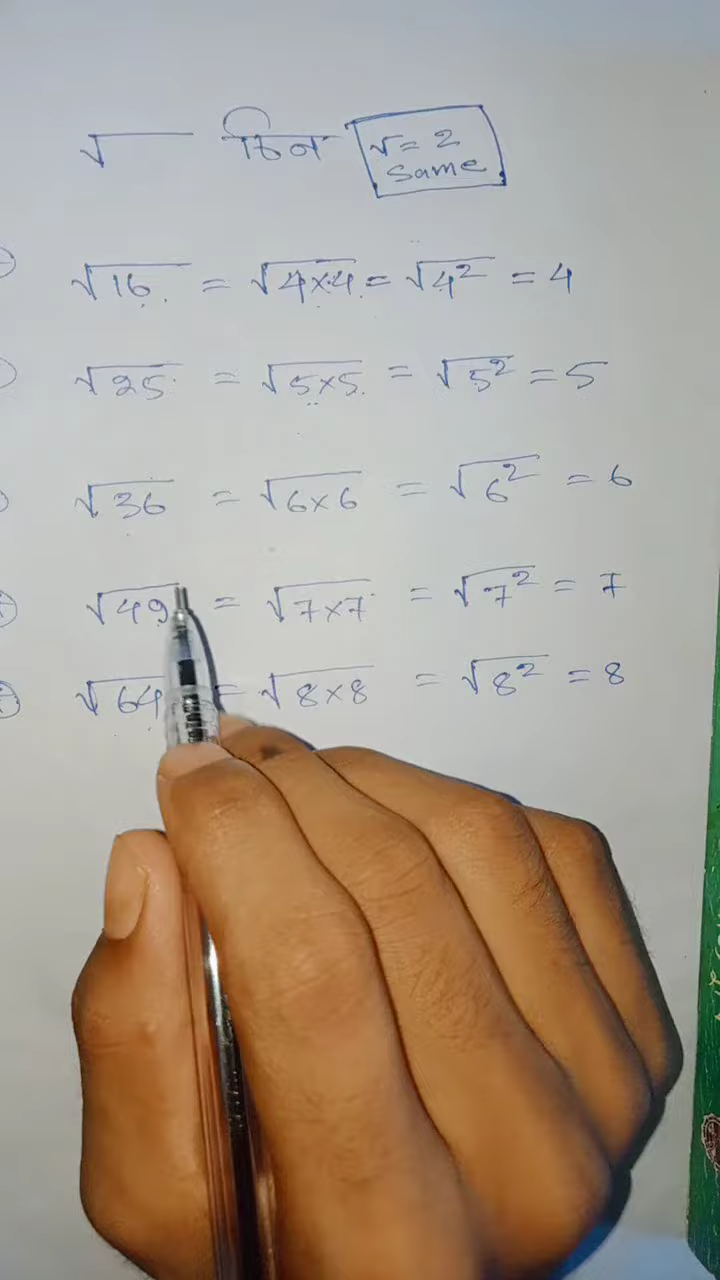 √ চিন √ = 2 Same
√16 = √4×4 = √4² = 4
√25 = √5×5 = √5² = 5
√36 = √6×6 = √6² = 6
√49 = √7×7 = √7² = 7
√64 = √8×8 = √8² = 8